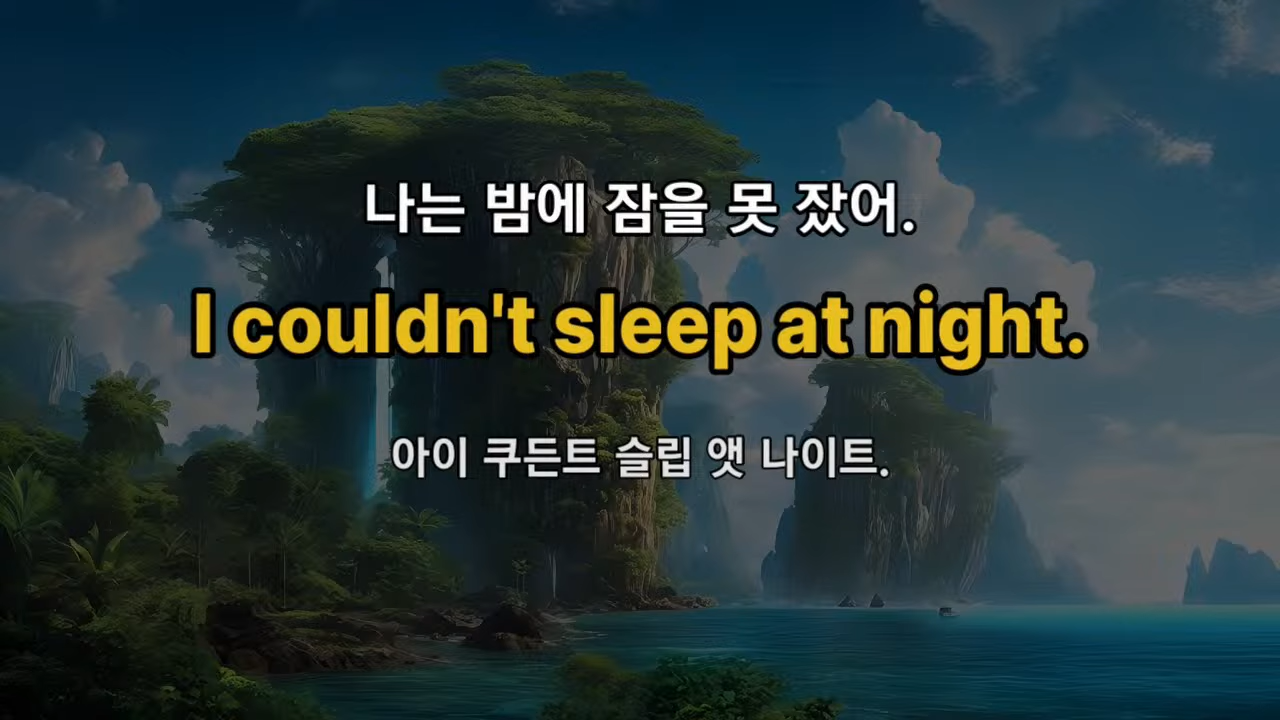 나는 밤에 잠을 못 잤어.
I couldn't sleep at night.
아이 쿠든트 슬립 앳 나이트.